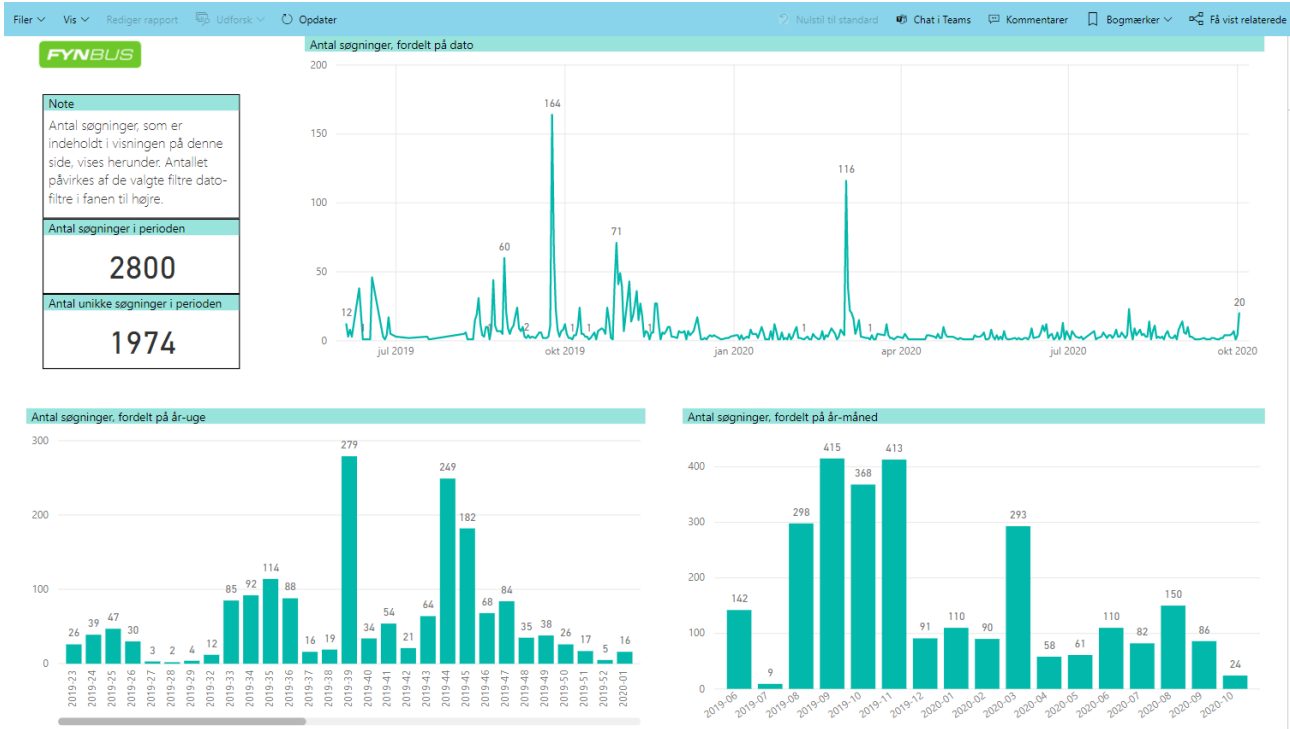 Filer Vis Rediger rapport Udforsk Opdater Nulstil til standard Chat i Teams Kommentarer Bogmærker Få vist relaterede
FYNBUS
Note
Antal søgninger, som er
indeholdt i visningen på denne
side, vises herunder. Antallet
påvirkes af de valgte filtre dato-
filtre i fanen til højre.
Antal søgninger i perioden
2800
Antal unikke søgninger i perioden
1974
Antal søgninger, fordelt på dato
200
150
100
50
0
12 1 60 2 164 1 1 71 1 1 116 1 20
jul 2019 okt 2019 jan 2020 apr 2020 jul 2020 okt 2020
Antal søgninger, fordelt på år-uge
300
200
100
0
26 39 47 30 3 2 4 12 85 92 114 88 16 19 279 34 54 21 64 249 182 68 84 35 38 26 17 5 16
2019-23 2019-24 2019-25 2019-26 2019-27 2019-28 2019-29 2019-32 2019-33 2019-34 2019-35 2019-36 2019-37 2019-38 2019-39 2019-40 2019-41 2019-42 2019-43 2019-44 2019-45 2019-46 2019-47 2019-48 2019-49 2019-50 2019-51 2019-52 2020-01
Antal søgninger, fordelt på år-måned
400
300
200
100
0
142 9 298 415 368 413 91 110 90 293 58 61 110 82 150 86 24
2019-06 2019-07 2019-08 2019-09 2019-10 2019-11 2019-12 2020-01 2020-02 2020-03 2020-04 2020-05 2020-06 2020-07 2020-08 2020-09 2020-10